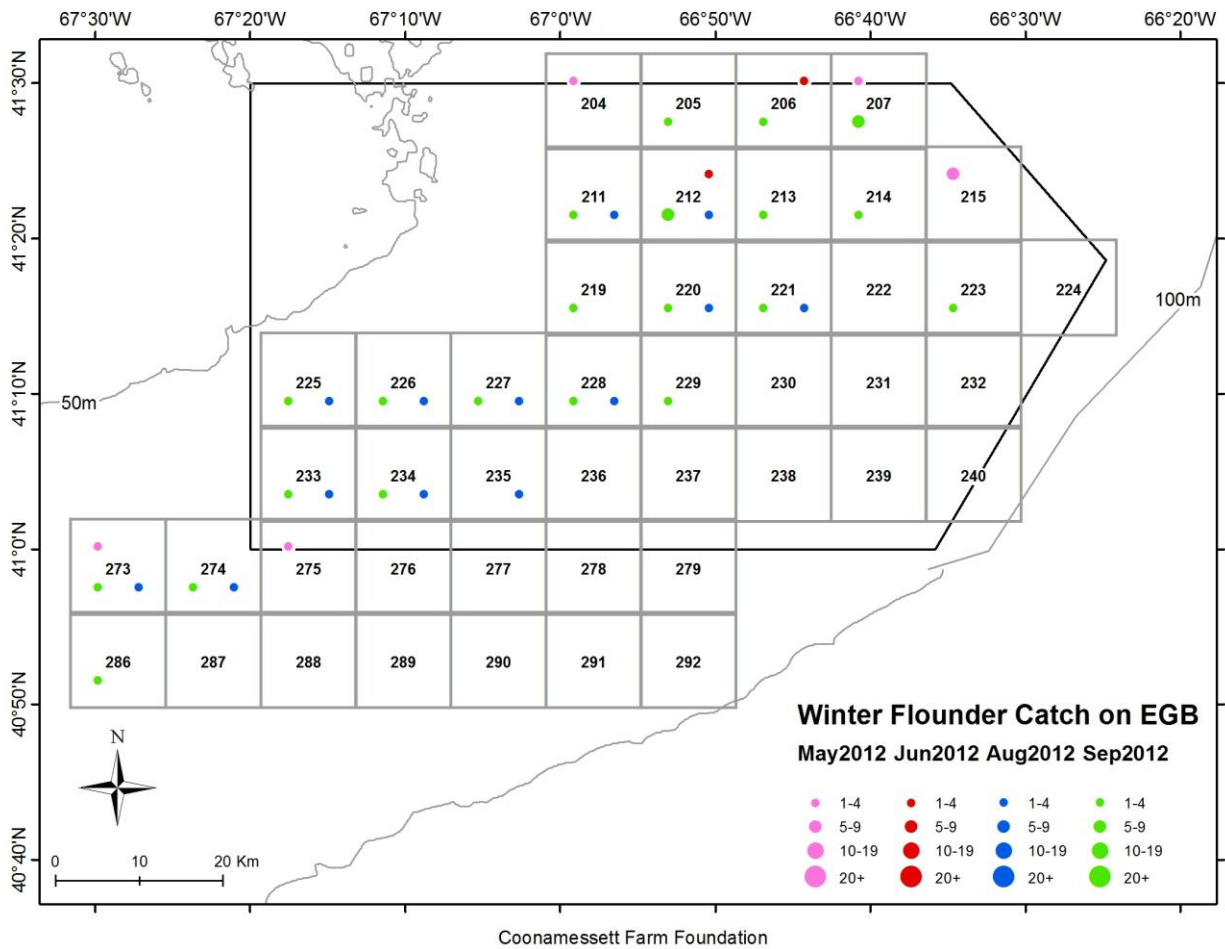 67°30'W 67°20'W 67°10'W 67°0'W 66°50'W 66°40'W 66°30'W 66°20'W
41°30'N
204 205 206 207
211 212 213 214 215
41°20'N
219 220 221 222 223 224
100m
225 226 227 228 229 230 231 232
41°10'N
50m
233 234 235 236 237 238 239 240
41°0'N
273 274 275 276 277 278 279
286 287 288 289 290 291 292
40°50'N
Winter Flounder Catch on EGB
N
May2012 Jun2012 Aug2012 Sep2012
1-4 1-4 1-4 1-4
5-9 5-9 5-9 5-9
10-19 10-19 10-19 10-19
20+ 20+ 20+ 20+
40°40'N
0 10 20 Km
Coonamessett Farm Foundation